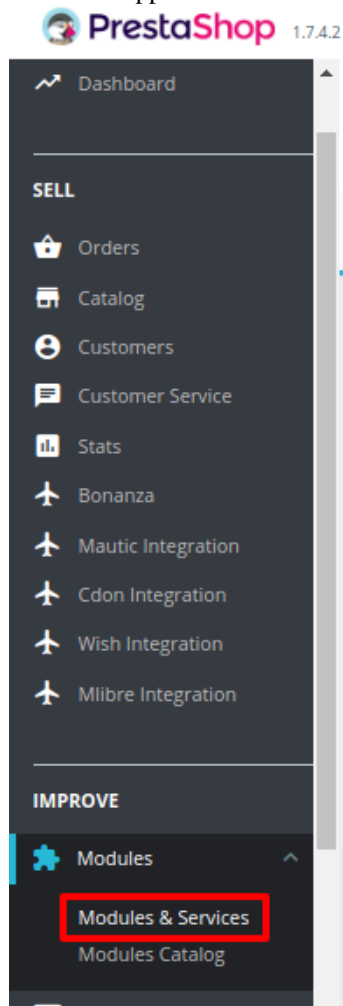 PrestaShop 1.7.4.2
Dashboard
SELL
Orders
Catalog
Customers
Customer Service
Stats
Bonanza
Mautic Integration
Cdon Integration
Wish Integration
Mlibre Integration
IMPROVE
Modules
Modules & Services
Modules Catalog